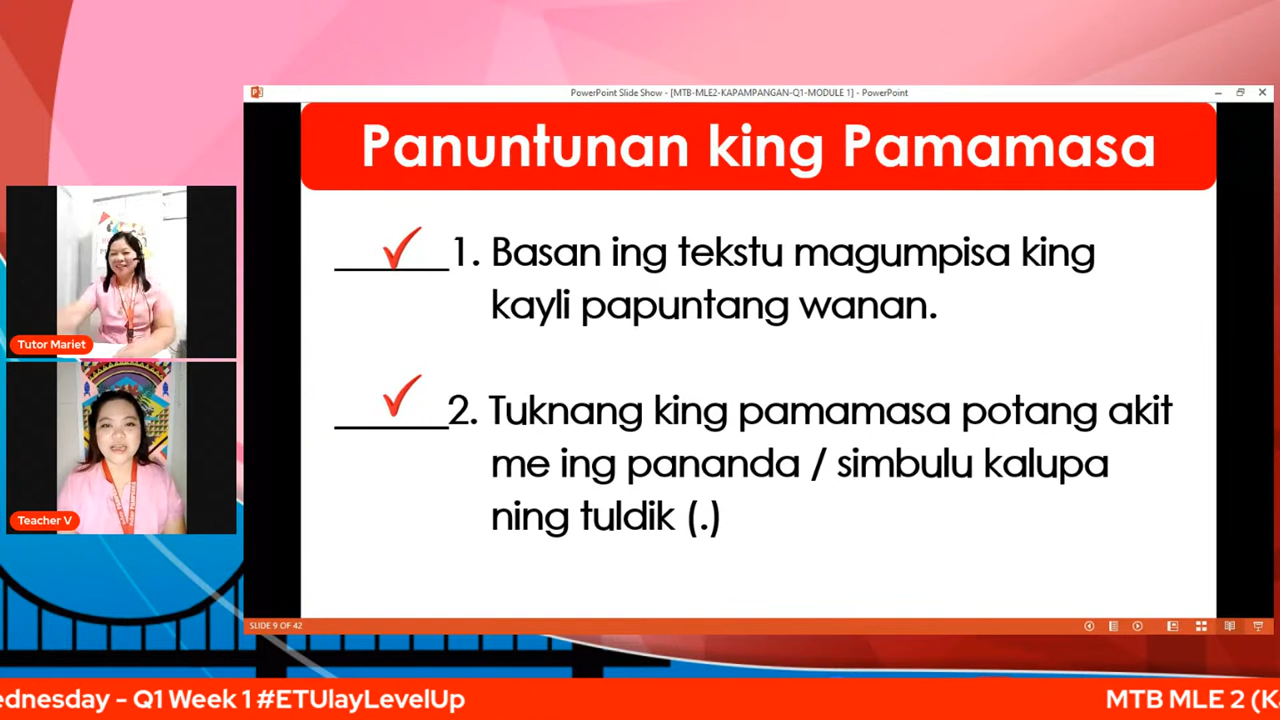 PowerPoint Slide Show - [MTB-MLE2-KAPAMPANGAN-Q1-MODULE 1] - PowerPoint
Panuntunan king Pamamasa
______1. Basan ing tekstu magumpisa king
kayli papuntang wanan.
______2. Tuknang king pamamasa potang akit
me ing pananda / simbulu kalupa
ning tuldik (.)
Tutor Mariet
Teacher V
SLIDE 9 OF 42
ednesday - Q1 Week 1 #ETUlayLevelUp
MTB MLE 2 (K